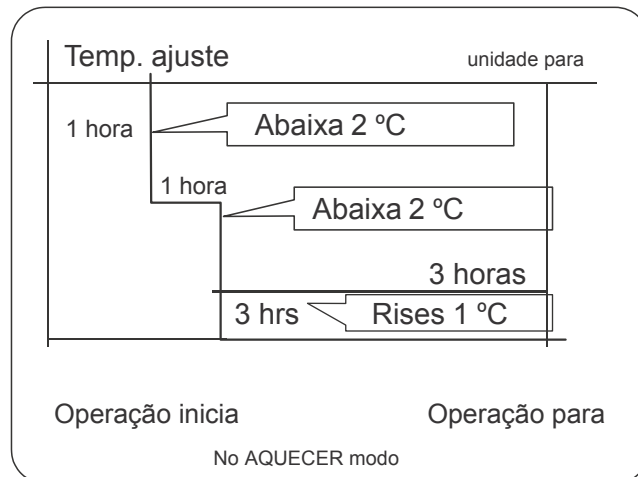 Temp. ajuste
unidade para
1 hora
Abaixa 2 ºC
1 hora
Abaixa 2 ºC
3 horas
3 hrs
Rises 1 ºC
Operação inicia
Operação para
No AQUECER modo